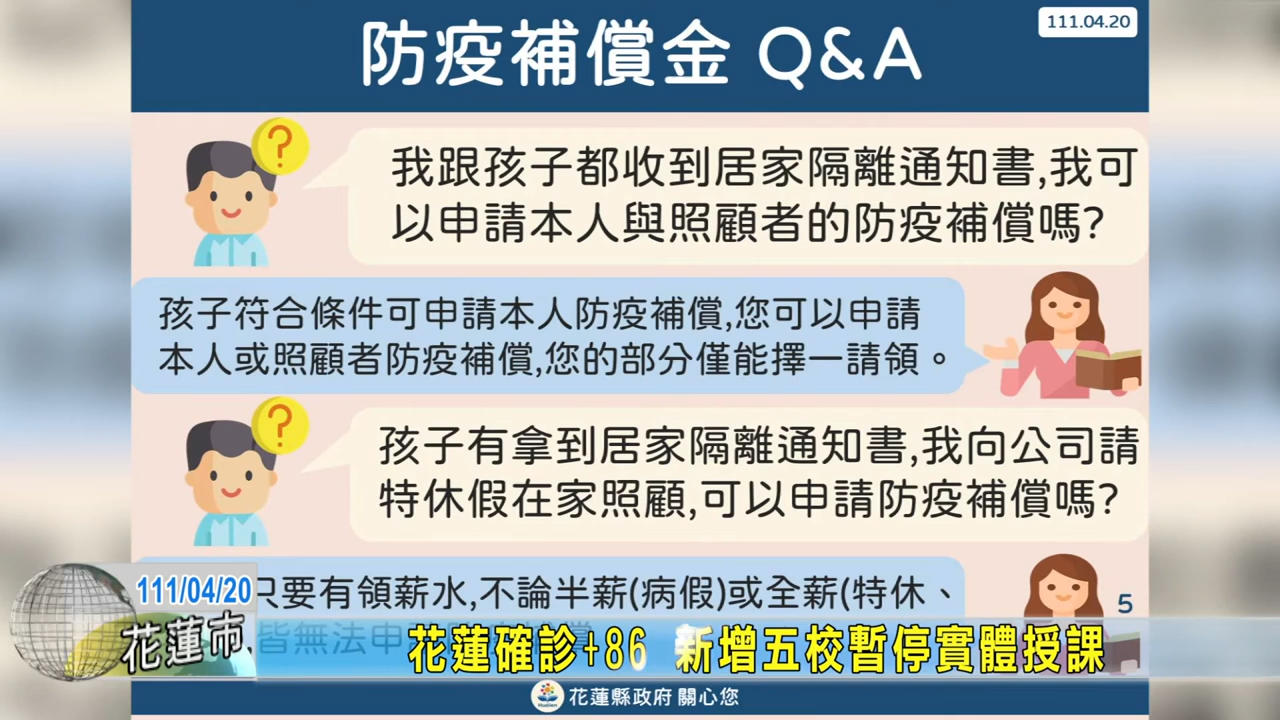 111.04.20
防疫補償金 Q&A
我跟孩子都收到居家隔離通知書,我可
以申請本人與照顧者的防疫補償嗎?
孩子符合條件可申請本人防疫補償,您可以申請
本人或照顧者防疫補償,您的部分僅能擇一請領。
孩子有拿到居家隔離通知書,我向公司請
特休假在家照顧,可以申請防疫補償嗎?
只要有領薪水,不論半薪(病假)或全薪(特休、
皆無法申
5
111/04/20
花蓮市
花蓮確診+86 新增五校暫停實體授課
花蓮縣政府 關心您